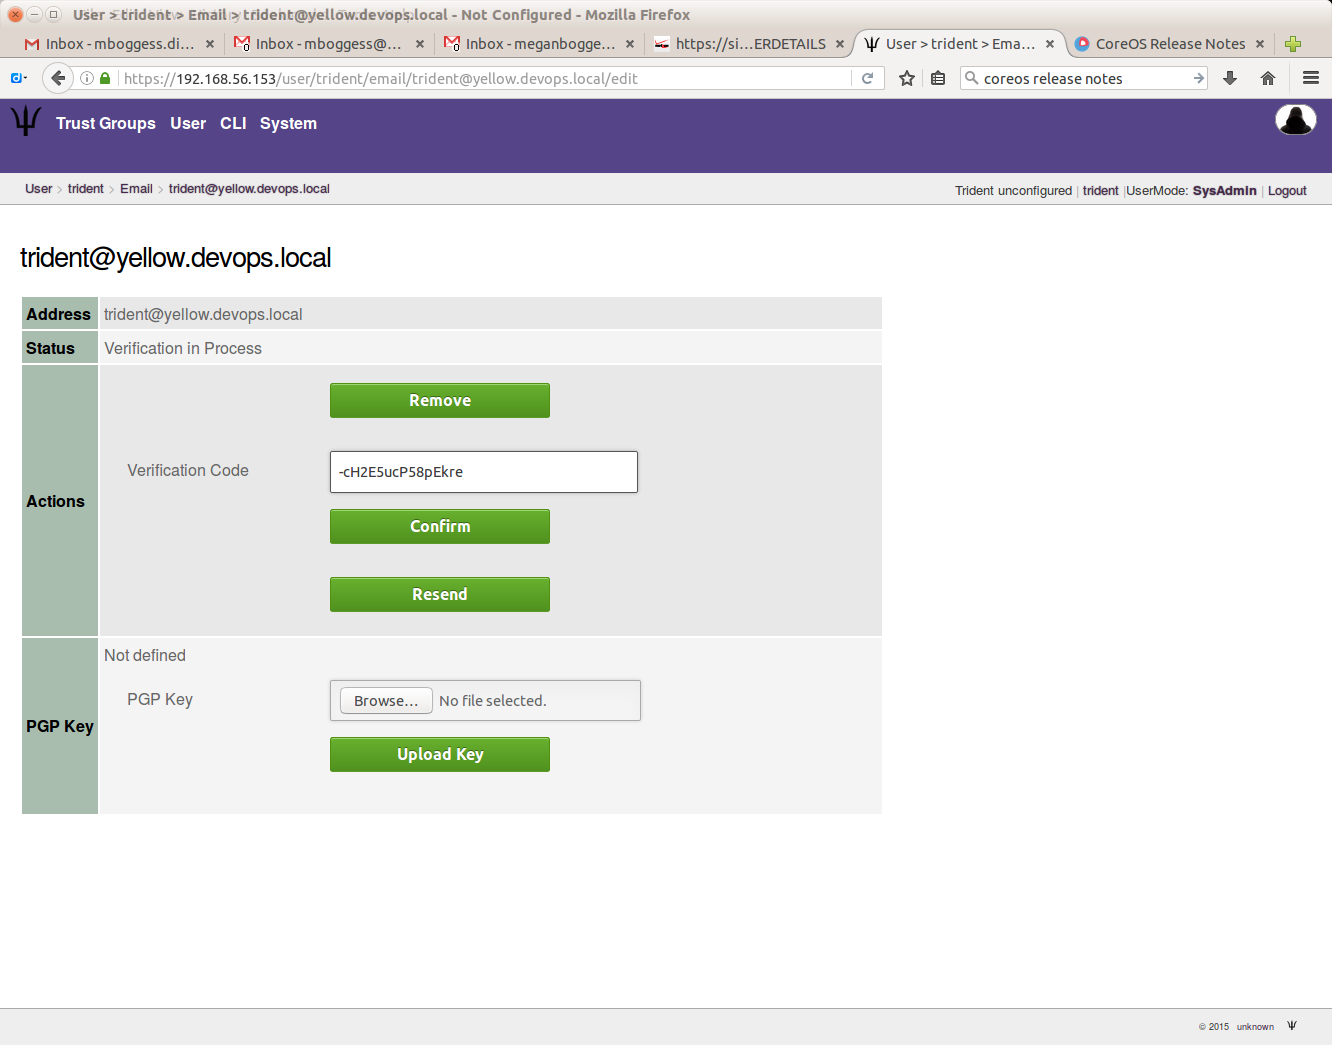 User > trident > Email > trident@yellow.devops.local - Not Configured - Mozilla Firefox
Inbox - mboggess.di... Inbox - mboggess@... Inbox - meganbogge... https://si...ERDETAILS User > trident > Ema... CoreOS Release Notes
https://192.168.56.153/user/trident/email/trident@yellow.devops.local/edit coreos release notes
Trust Groups User CLI System
User > trident > Email > trident@yellow.devops.local Trident unconfigured | trident |UserMode: SysAdmin | Logout
trident@yellow.devops.local
Address trident@yellow.devops.local
Status Verification in Process
Remove
Verification Code -cH2E5ucP58pEkre
Actions
Confirm
Resend
Not defined
PGP Key Browse... No file selected.
PGP Key
Upload Key
© 2015 unknown